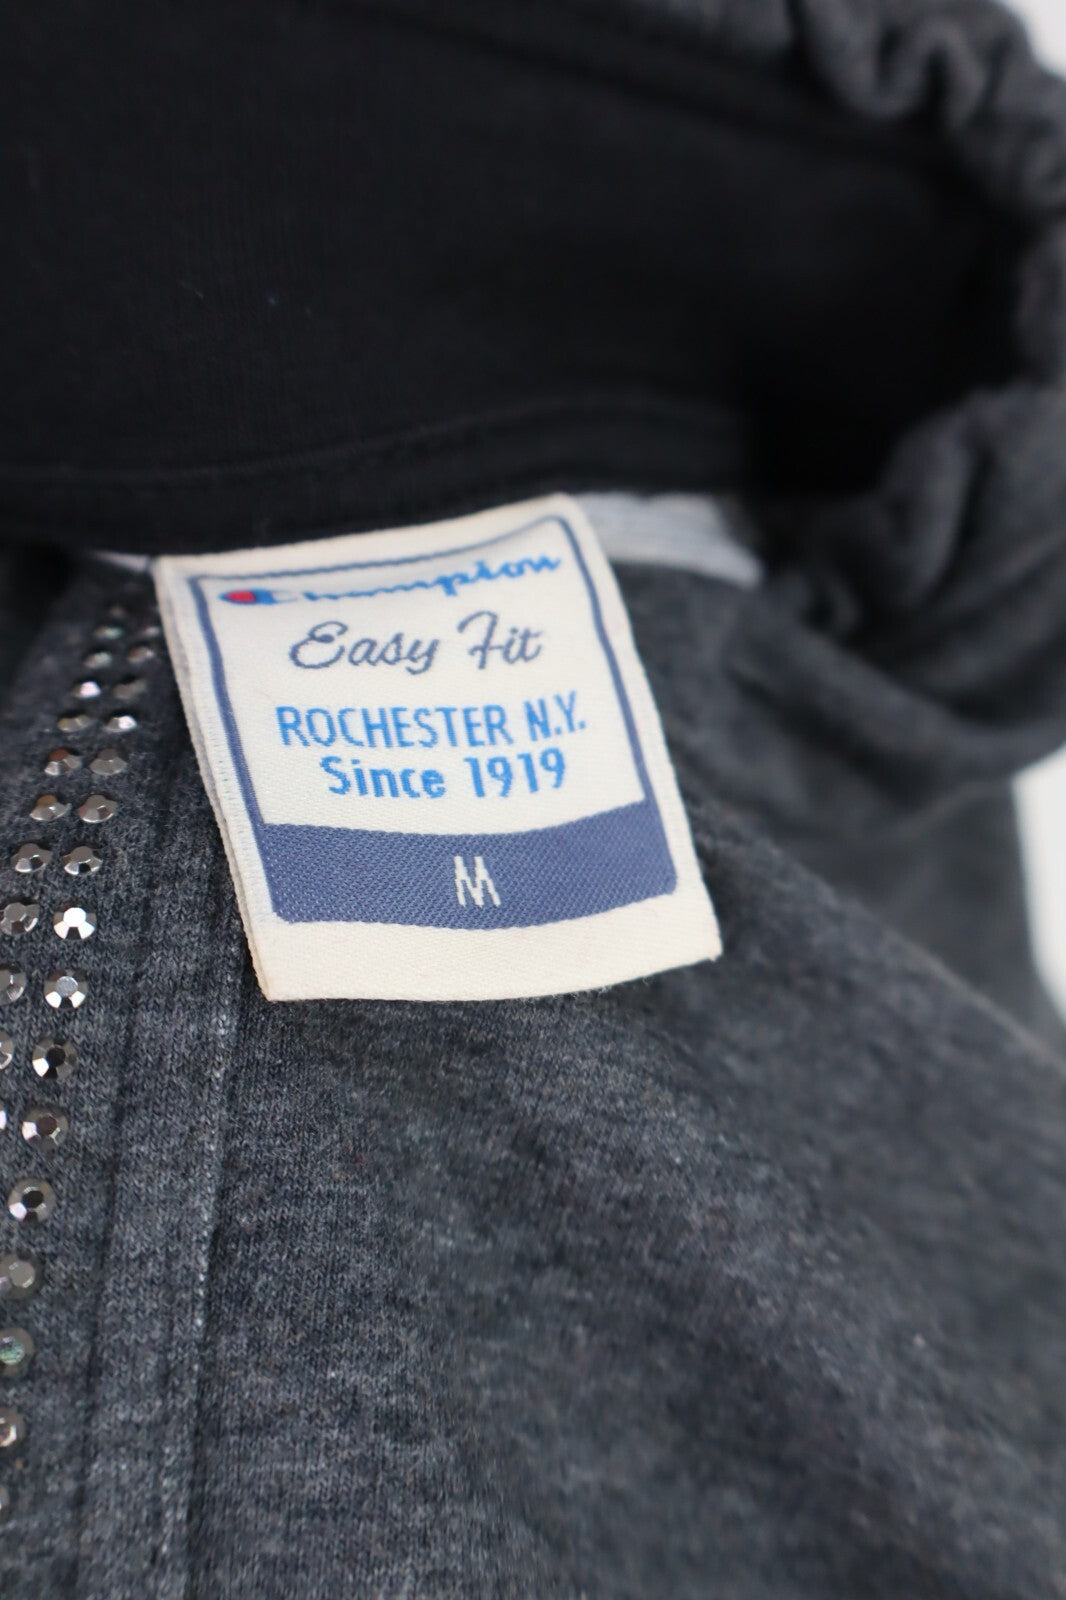 Champion
Easy Fit
ROCHESTER N.Y.
Since 1919
M